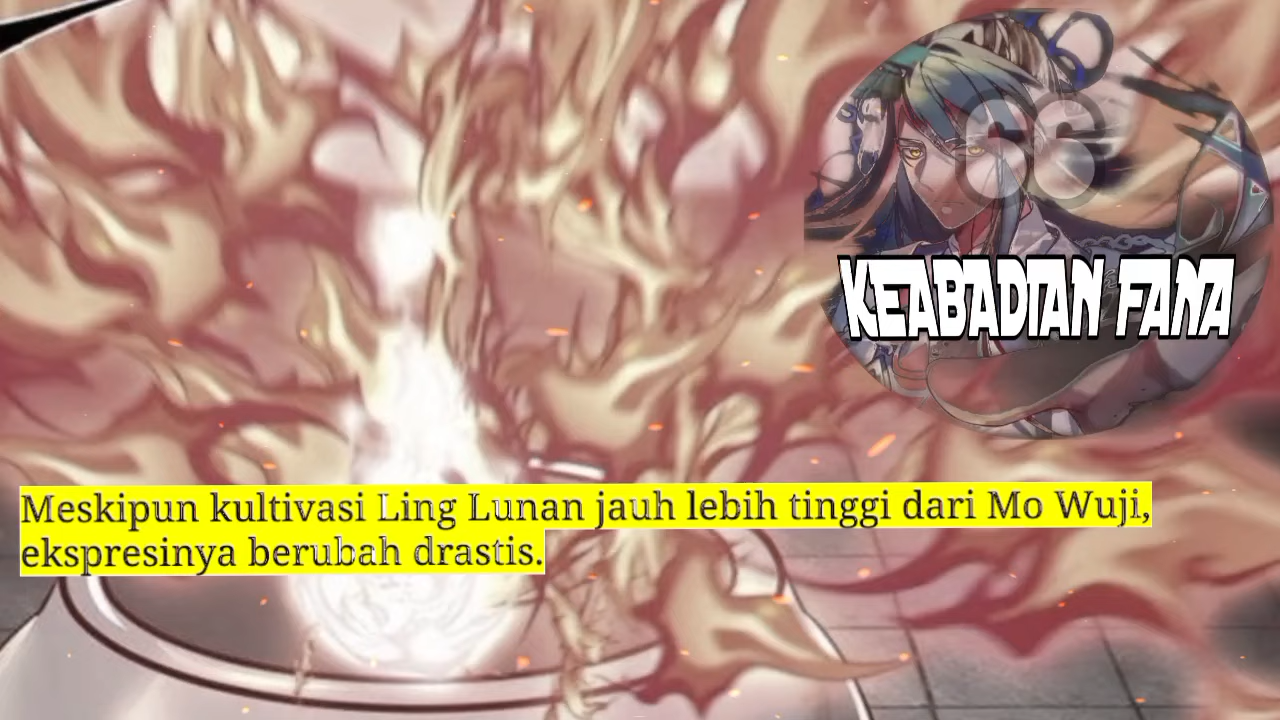 KEABADIAN FANA
Meskipun kultivasi Ling Lunan jauh lebih tinggi dari Mo Wuji,
ekspresinya berubah drastis.